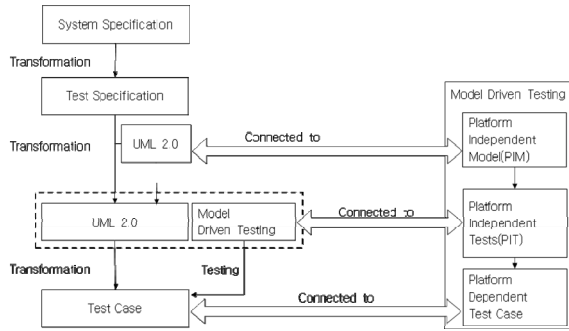 System Specification
Transformation
Test Specification
Model Driven Testing
Transformation
UML 2.0
Connected to
Platform
Independent
Model(PIM)
UML 2.0
Model
Driven Testing
Connected to
Platform
Independent
Tests(PIT)
Transformation
Testing
Test Case
Connected to
Platform
Dependent
Test Case